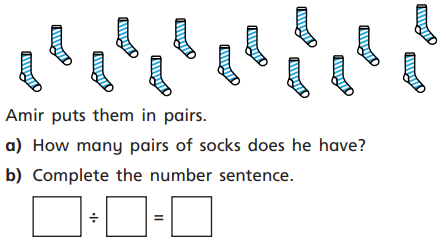 Amir puts them in pairs.
a) How many pairs of socks does he have?
b) Complete the number sentence.
÷ =